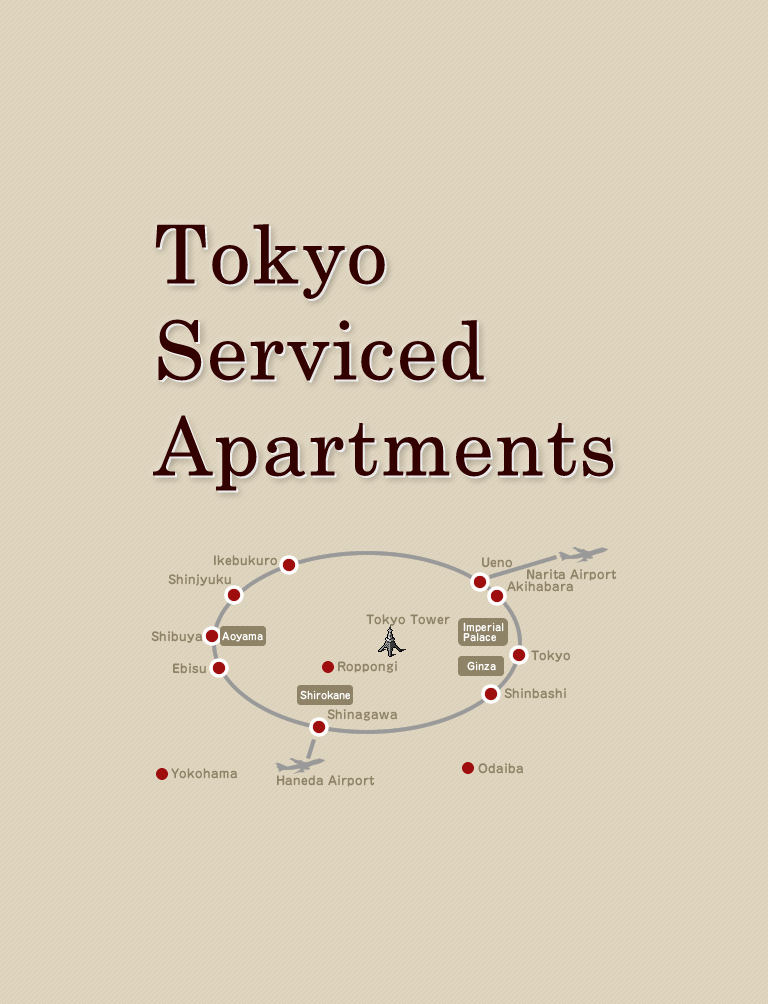 Tokyo
Serviced
Apartments
Ikebukuro
Ueno
Narita Airport
Shinjyuku
Akihabara
Tokyo Tower
Imperial
Palace
Shibuya
Aoyama
Tokyo
Ginza
Ebisu
Roppongi
Shirokane
Shinbashi
Shinagawa
Yokohama
Odaiba
Haneda Airport